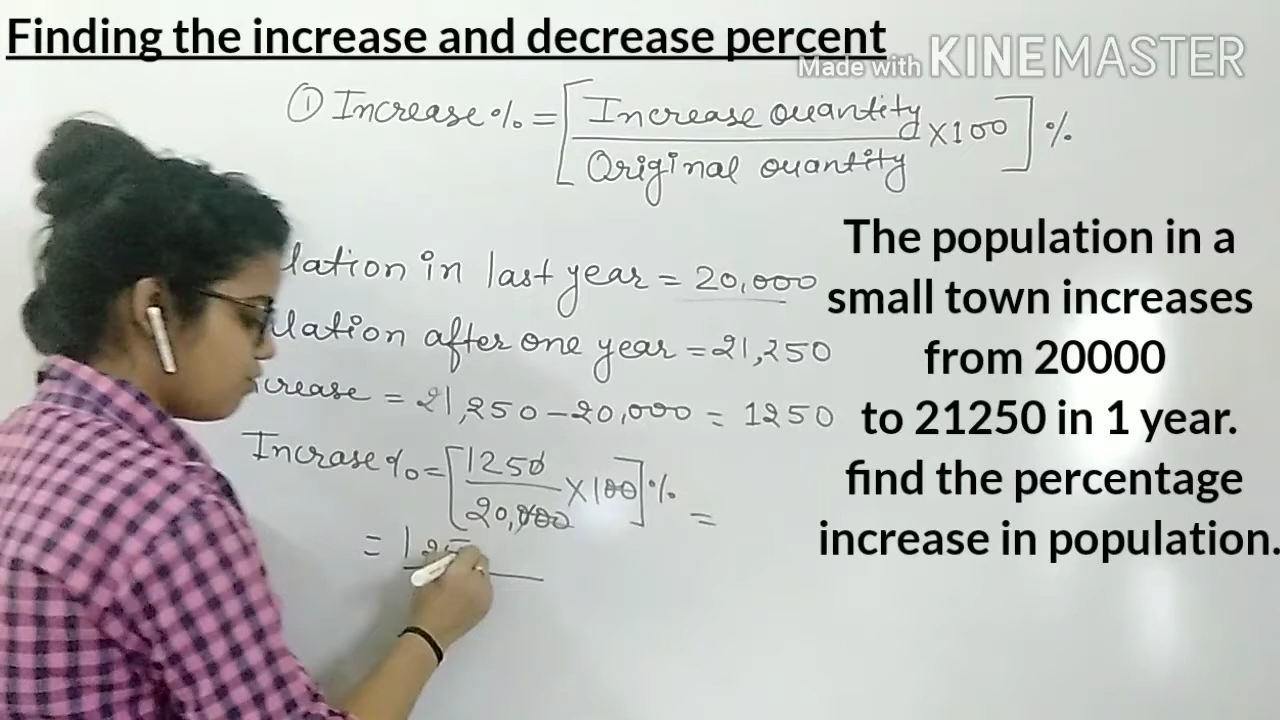 Finding the increase and decrease percent
Made with KINEMASTER
① Increase % = [Increase quantity / Original quantity × 100] %
lation in last year = 20,000
lation after one year = 21,250
crease = 21,250 - 20,000 = 1250
Incrase % = [1250 / 20,000 × 100] % =
= 125
The population in a
small town increases
from 20000
to 21250 in 1 year.
find the percentage
increase in population.